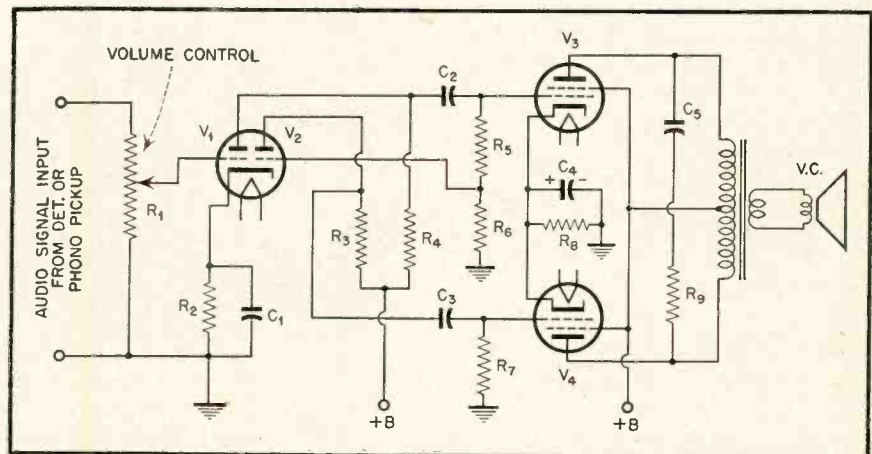 VOLUME CONTROL
AUDIO SIGNAL INPUT
FROM DET. OR
PHONO PICKUP
R1
V1
V2
R2
C1
R3
R4
C2
C3
R5
R6
R7
V3
C4
+ -
R8
V4
C5
R9
V.C.
+B
+B